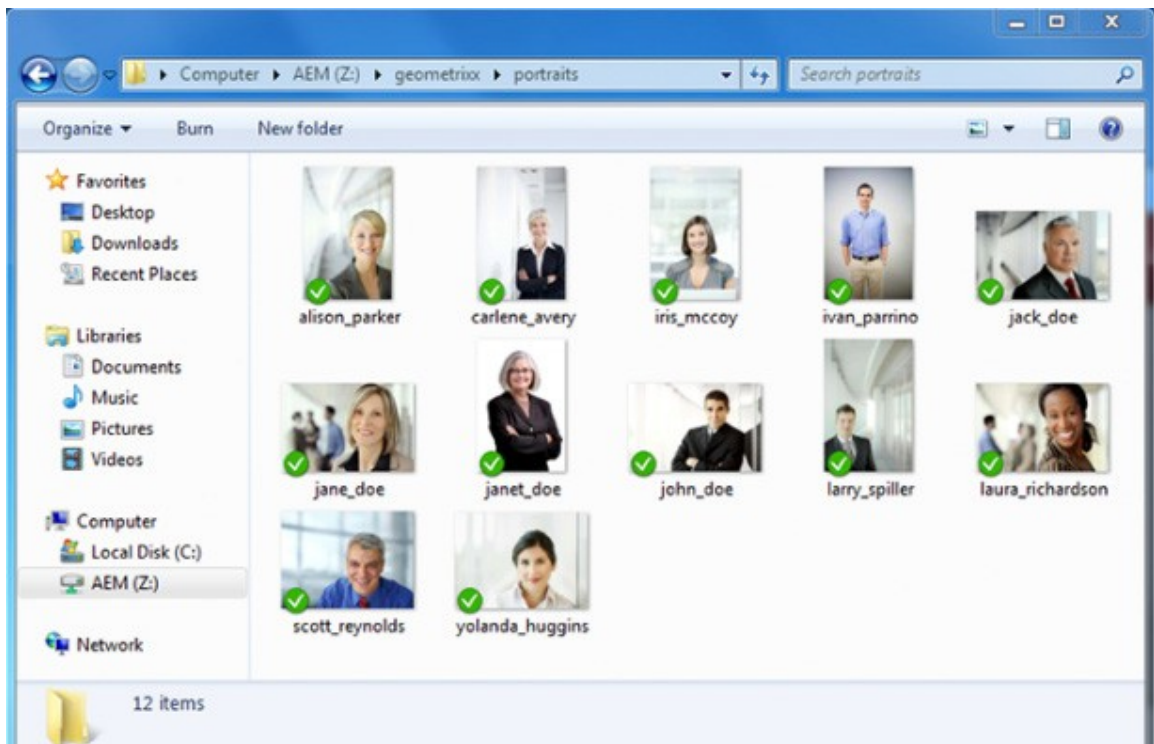 Computer ▸ AEM (Z:) ▸ geometrixx ▸ portraits
Search portraits
Organize Burn New folder
Favorites
Desktop
Downloads
Recent Places
Libraries
Documents
Music
Pictures
Videos
Computer
Local Disk (C:)
AEM (Z:)
Network
alison_parker carlene_avery iris_mccoy ivan_parrino jack_doe
jane_doe janet_doe john_doe larry_spiller laura_richardson
scott_reynolds yolanda_huggins
12 items